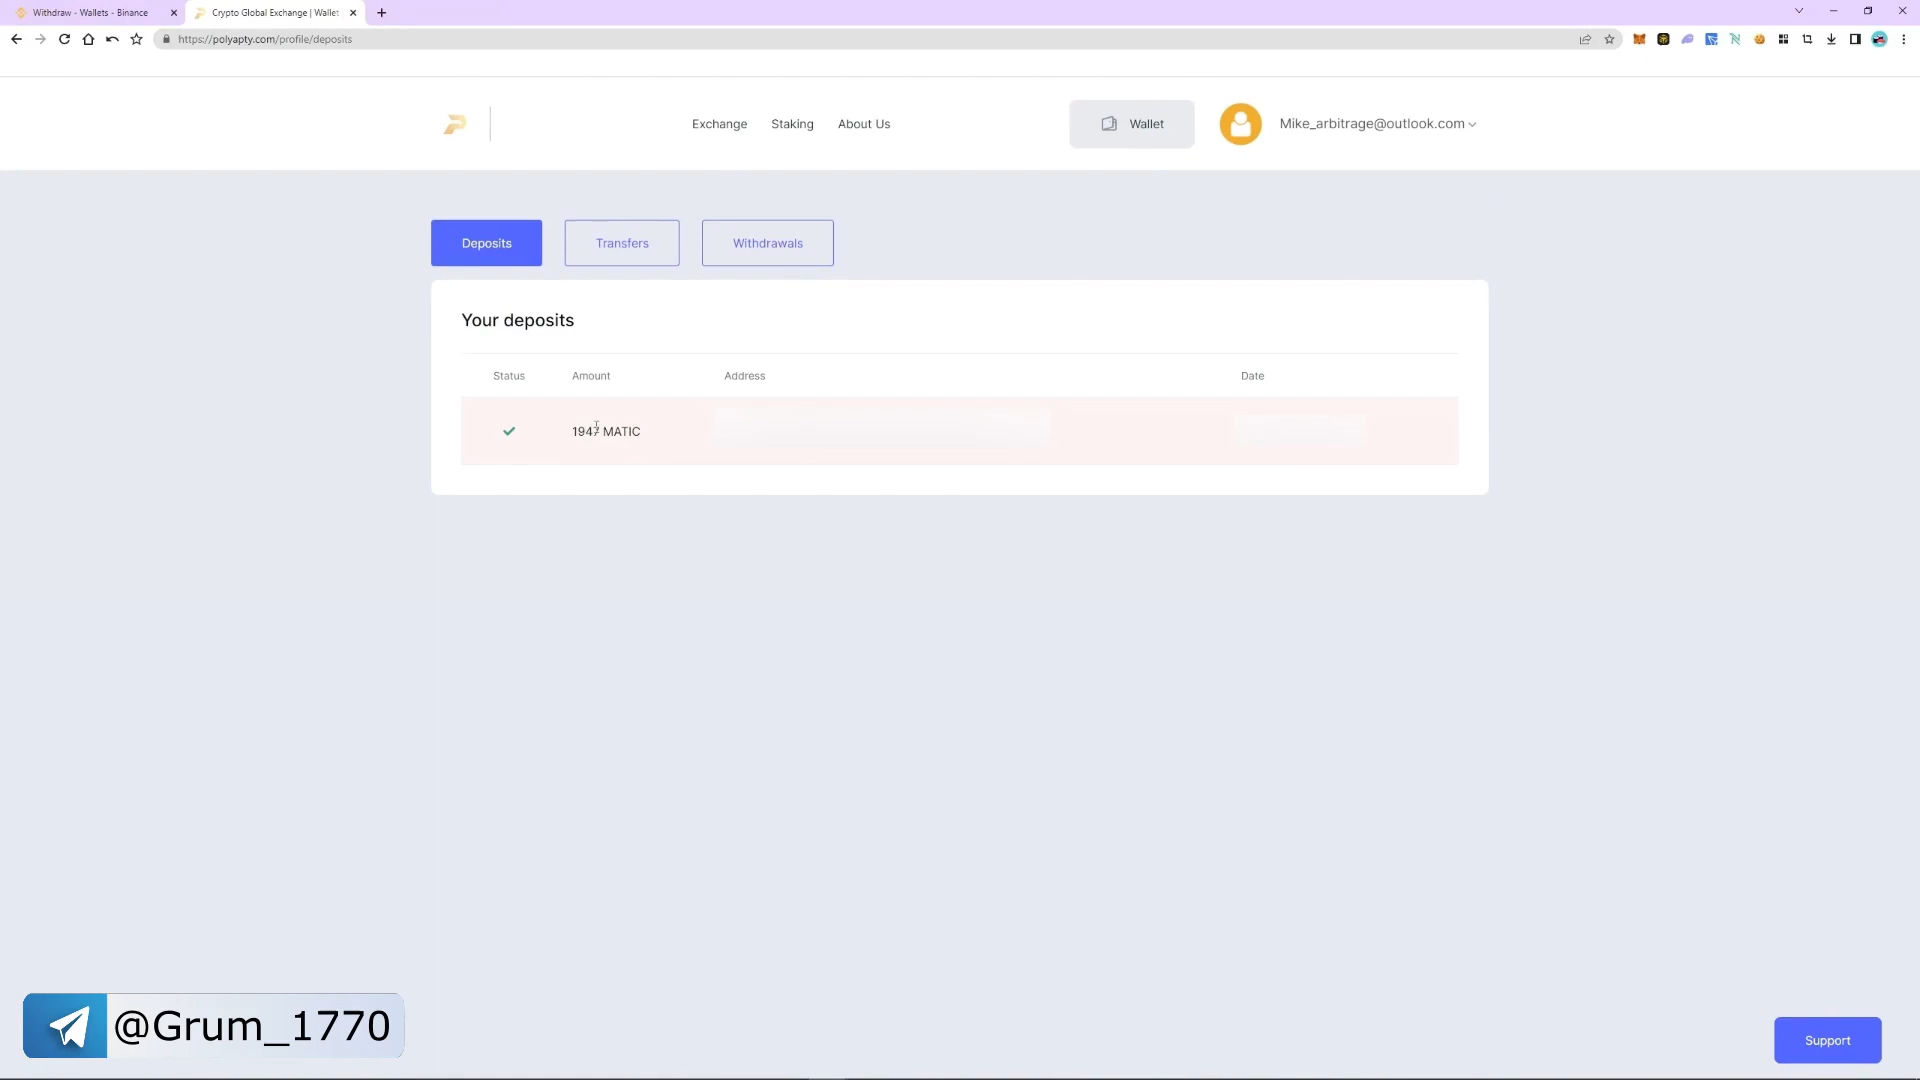 Withdraw - Wallets - Binance
Crypto Global Exchange | Wallet
https://polyapty.com/profile/deposits
Exchange
Staking
About Us
Wallet
Mike_arbitrage@outlook.com
Deposits
Transfers
Withdrawals
Your deposits
Status
Amount
Address
Date
1947 MATIC
@Grum_1770
Support